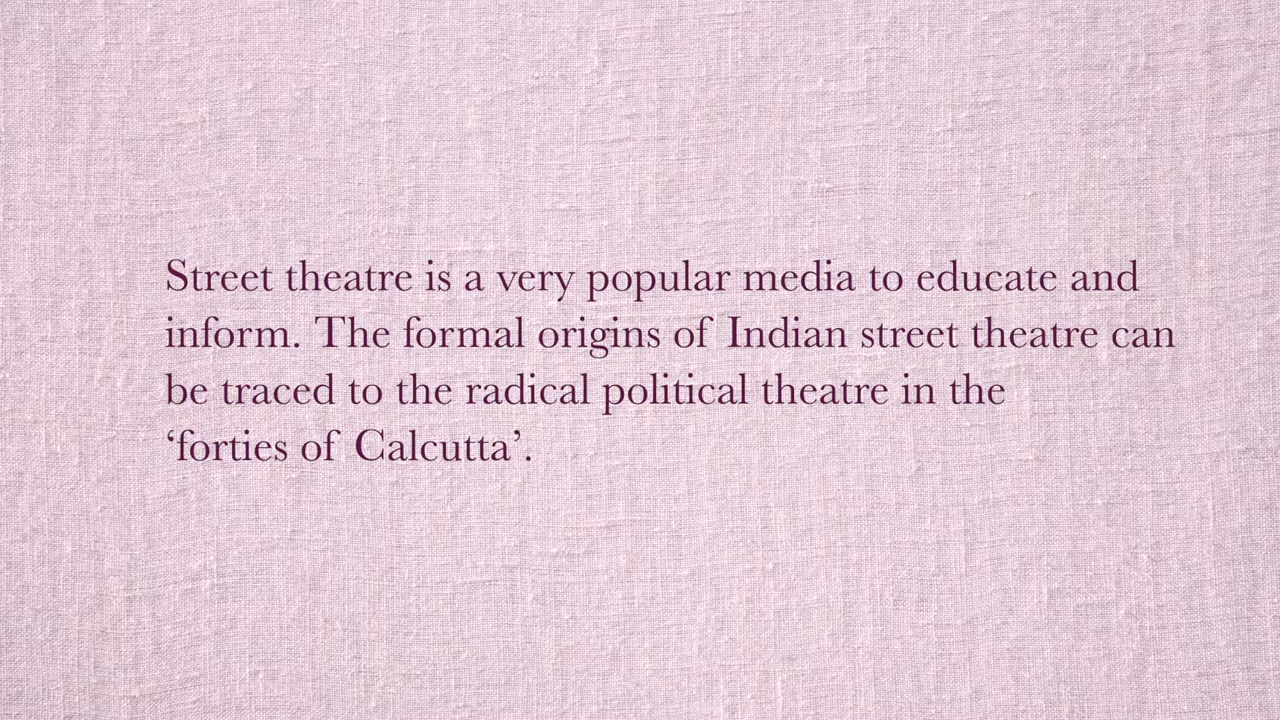 Street theatre is a very popular media to educate and
inform. The formal origins of Indian street theatre can
be traced to the radical political theatre in the
‘forties of Calcutta’.